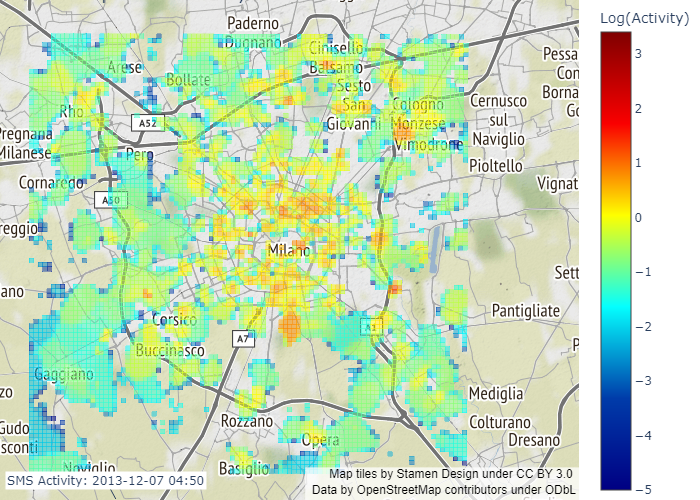 Log(Activity)
Paderno
Dugnano
Cinisello
Balsamo
Arese
Bollate
Sesto
San
Giovanni
Cologno
Monzese
Vimodrone
Cernusco
sul
Naviglio
Pioltello
Pessa
Con
Borna
Go
Rho
A52
Pregnana
Milanese
Pero
Cornaredo
A50
Vignat
reggio
Milano
Sett
ano
Pantigliate
Corsico
A1
A7
Buccinasco
P
Gaggiano
zo
Mediglia
Rozzano
Colturano
Dresano
Gudo
sconti
Opera
Noviglio
Basiglio
SMS Activity: 2013-12-07 04:50
Map tiles by Stamen Design under CC BY 3.0
Data by OpenStreetMap contributors under ODbL
3
2
1
0
−1
−2
−3
−4
−5